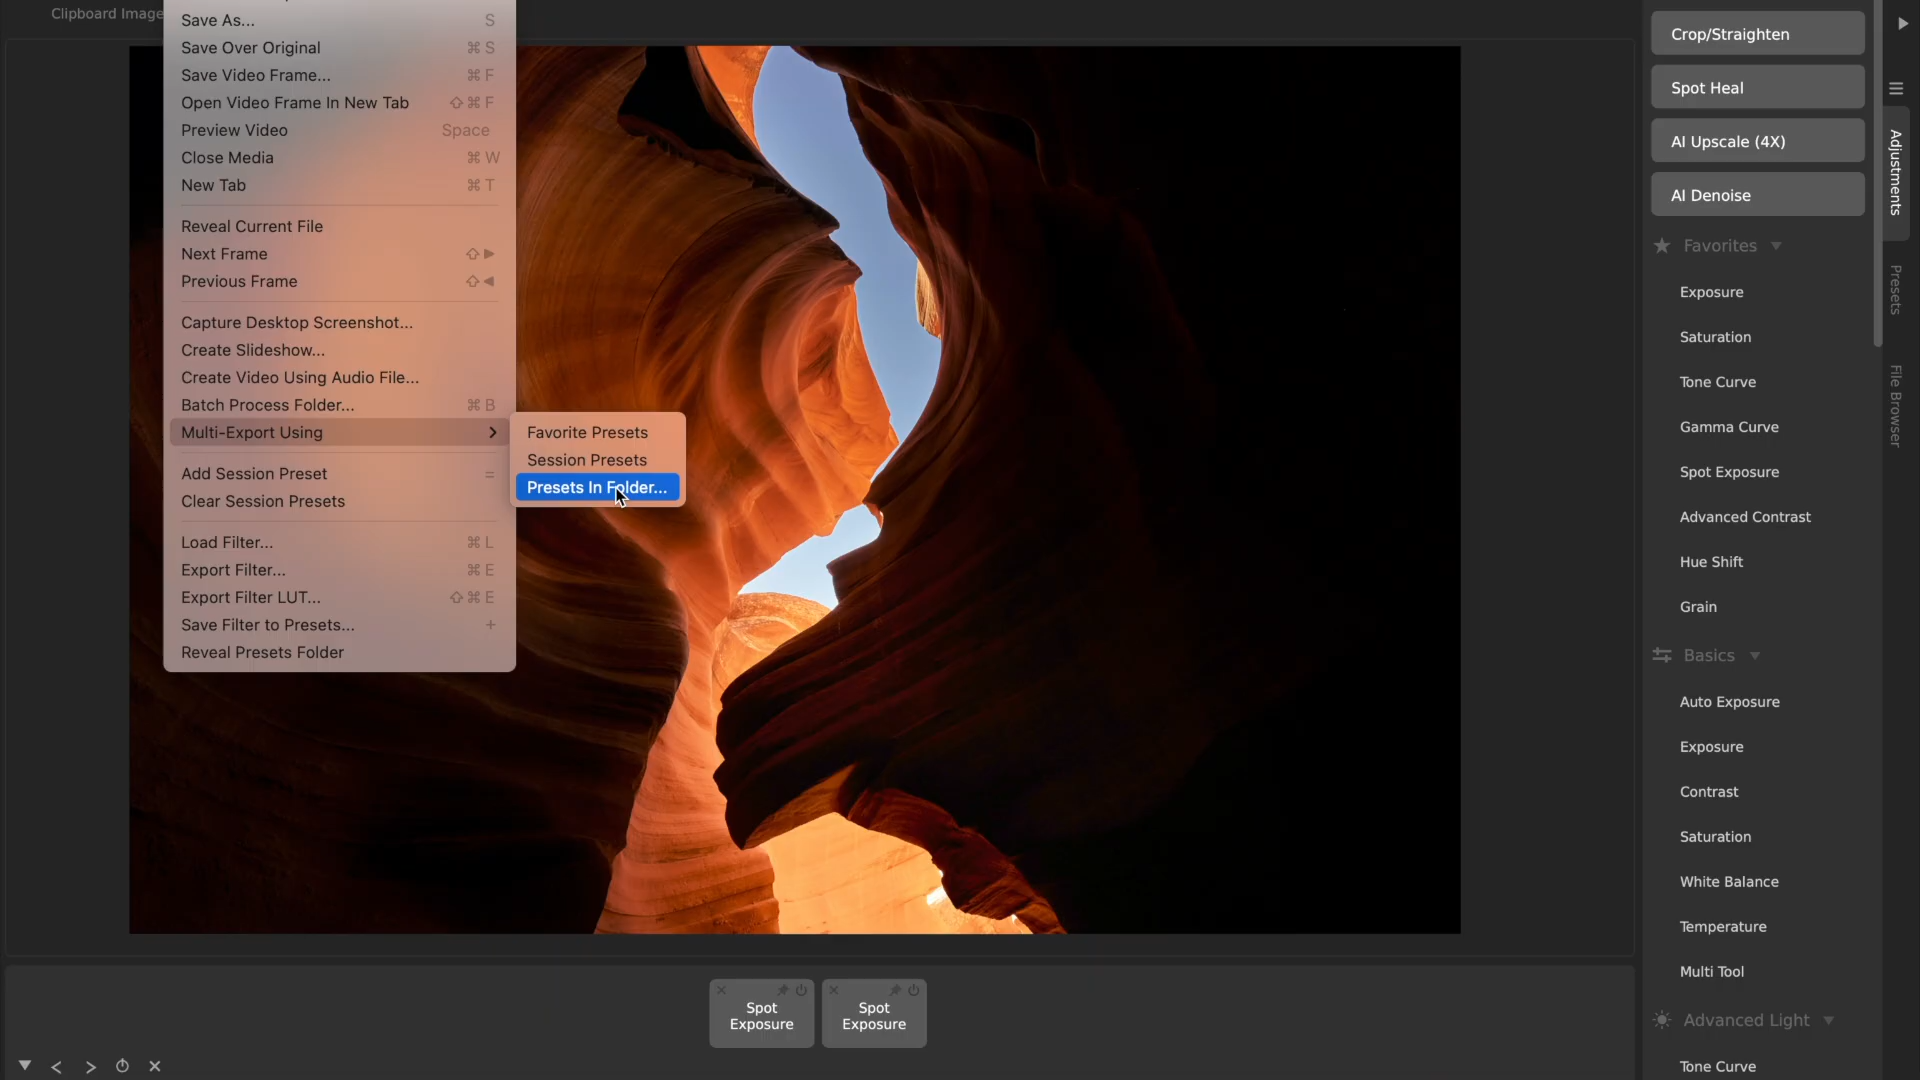 Clipboard Image
Save As... S
Save Over Original ⌘ S
Save Video Frame... ⌘ F
Open Video Frame In New Tab ⇧ ⌘ F
Preview Video Space
Close Media ⌘ W
New Tab ⌘ T
Reveal Current File
Next Frame ⇧ ▶
Previous Frame ⇧ ◀
Capture Desktop Screenshot...
Create Slideshow...
Create Video Using Audio File...
Batch Process Folder... ⌘ B
Multi-Export Using
Add Session Preset =
Clear Session Presets
Load Filter... ⌘ L
Export Filter... ⌘ E
Export Filter LUT... ⇧ ⌘ E
Save Filter to Presets... +
Reveal Presets Folder
Favorite Presets
Session Presets
Presets In Folder...
Spot
Exposure
Spot
Exposure
Crop/Straighten
Spot Heal
AI Upscale (4X)
AI Denoise
Favorites
Exposure
Saturation
Tone Curve
Gamma Curve
Spot Exposure
Advanced Contrast
Hue Shift
Grain
Basics
Auto Exposure
Exposure
Contrast
Saturation
White Balance
Temperature
Multi Tool
Advanced Light
Tone Curve
Adjustments
Presets
File Browser